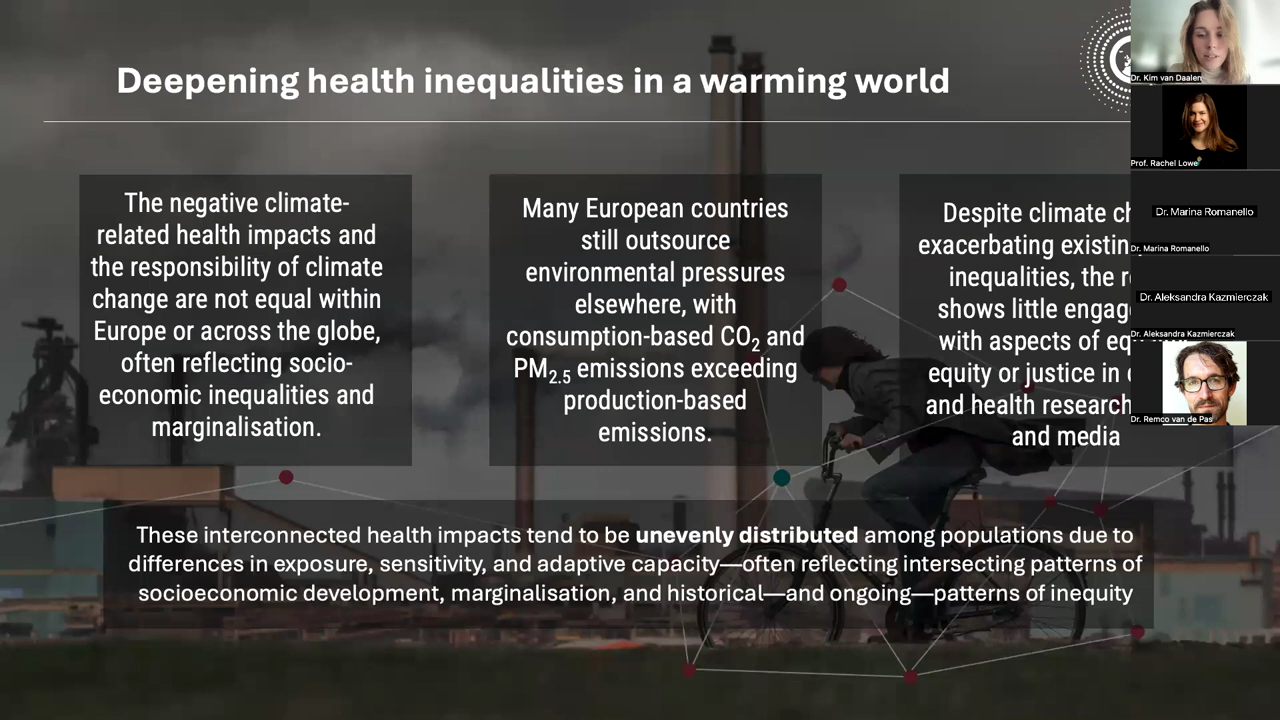 Deepening health inequalities in a warming world
The negative climate-
related health impacts and
the responsibility of climate
change are not equal within
Europe or across the globe,
often reflecting socio-
economic inequalities and
marginalisation.
Many European countries
still outsource
environmental pressures
elsewhere, with
consumption-based CO₂ and
PM₂.₅ emissions exceeding
production-based
emissions.
Despite climate
exacerbating
inequalities, the
shows little
with aspects of
equity or justice in
and health research
and media
These interconnected health impacts tend to be unevenly distributed among populations due to
differences in exposure, sensitivity, and adaptive capacity—often reflecting intersecting patterns of
socioeconomic development, marginalisation, and historical—and ongoing—patterns of inequity
Dr. Kim van Daalen
Prof. Rachel Lowe
Dr. Marina Romanello
Dr. Marina Romanello
Dr. Aleksandra Kazmierczak
Dr. Aleksandra Kazmierczak
Dr. Remco van de Pas